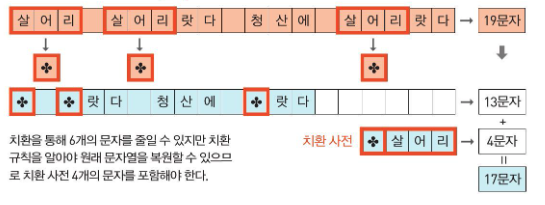 살어리 살어리랏다 청산에 살어리랏다 → 19문자
✤ ✤ ✤
✤ ✤랏다 청산에 ✤랏다 → 13문자
+
치환 사전 ✤살어리 → 4문자
=
17문자
치환을 통해 6개의 문자를 줄일 수 있지만 치환
규칙을 알아야 원래 문자열을 복원할 수 있으므
로 치환 사전 4개의 문자를 포함해야 한다.